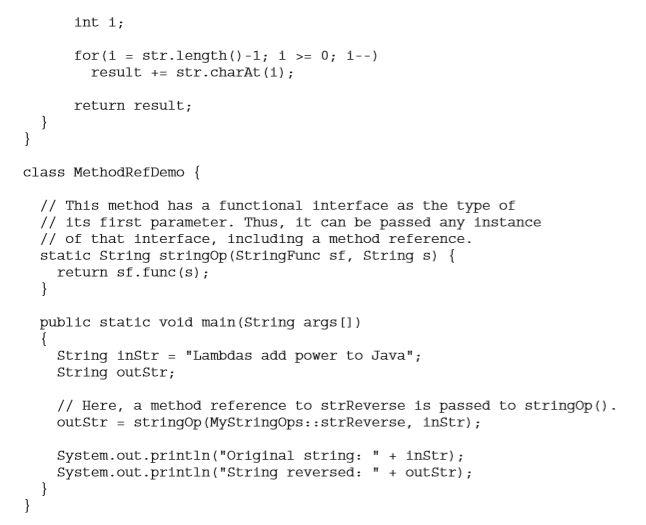 int i;
for(i = str.length()-1; i >= 0; i--)
result += str.charAt(i);
return result;
}
}
class MethodRefDemo {
// This method has a functional interface as the type of
// its first parameter. Thus, it can be passed any instance
// of that interface, including a method reference.
static String stringOp(StringFunc sf, String s) {
return sf.func(s);
}
public static void main(String args[])
{
String inStr = "Lambdas add power to Java";
String outStr;
// Here, a method reference to strReverse is passed to stringOp().
outStr = stringOp(MyStringOps::strReverse, inStr);
System.out.println("Original string: " + inStr);
System.out.println("String reversed: " + outStr);
}
}